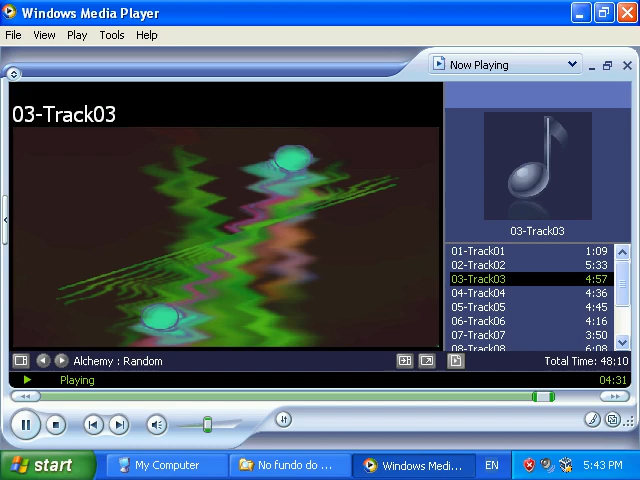 Windows Media Player
File View Play Tools Help
Now Playing
03-Track03
03-Track03
01-Track01 1:09
02-Track02 5:33
03-Track03 4:57
04-Track04 4:36
05-Track05 4:45
06-Track06 4:16
07-Track07 3:50
08-Track08 6:08
Alchemy : Random
Total Time: 48:10
Playing 04:31
start My Computer No fundo do ... Windows Medi... EN 5:43 PM